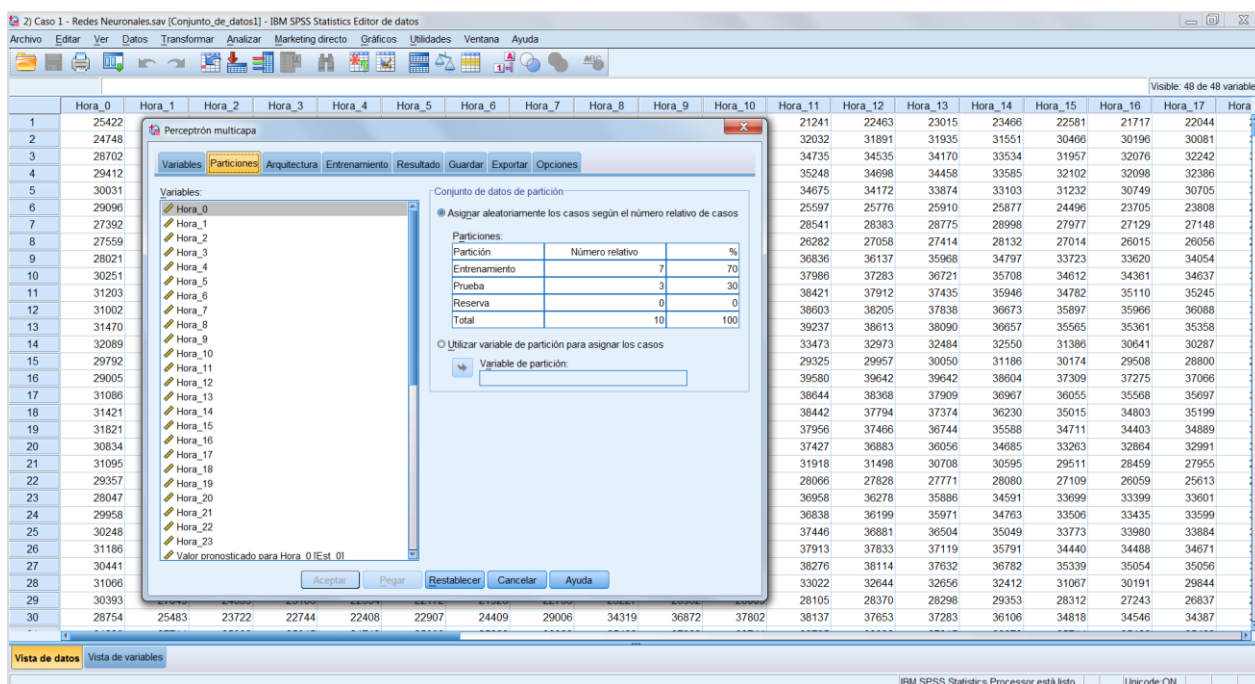 2) Caso 1 - Redes Neuronales.sav [Conjunto_de_datos1] - IBM SPSS Statistics Editor de datos
Archivo Editar Ver Datos Transformar Analizar Marketing directo Gráficos Utilidades Ventana Ayuda
Visible: 48 de 48 variable
Hora_0 Hora_1 Hora_2 Hora_3 Hora_4 Hora_5 Hora_6 Hora_7 Hora_8 Hora_9 Hora_10 Hora_11 Hora_12 Hora_13 Hora_14 Hora_15 Hora_16 Hora_17 Hora
1 25422 21241 22463 23015 23466 22581 21717 22044
2 24748 32032 31891 31935 31551 30466 30196 30081
3 28702 34735 34535 34170 33534 31957 32076 32242
4 29412 35248 34698 34458 33585 32102 32098 32386
5 30031 34675 34172 33874 33103 31232 30749 30705
6 29096 25597 25776 25910 25877 24496 23705 23808
7 27392 28541 28383 28775 28998 27977 27129 27148
8 27559 26282 27058 27414 28132 27014 26015 26056
9 28021 36836 36137 35968 34797 33723 33620 34054
10 30251 37986 37283 36721 35708 34612 34361 34637
11 31203 38421 37912 37435 35946 34782 35110 35245
12 31002 38603 38205 37838 36673 35897 35966 36088
13 31470 39237 38613 38090 36657 35565 35361 35358
14 32089 33473 32973 32484 32550 31386 30641 30287
15 29792 29325 29957 30050 31186 30174 29508 28800
16 29005 39580 39642 39642 38604 37309 37275 37066
17 31086 38644 38368 37909 36967 36055 35568 35697
18 31421 38442 37794 37374 36230 35015 34803 35199
19 31821 37956 37466 36744 35588 34711 34403 34889
20 30834 37427 36883 36056 34685 33263 32864 32991
21 31095 31918 31498 30708 30595 29511 28459 27955
22 29357 28066 27828 27771 28080 27109 26059 25613
23 28047 36958 36278 35886 34591 33699 33399 33601
24 29958 36838 36199 35971 34763 33506 33435 33599
25 30248 37446 36881 36504 35049 33773 33980 33884
26 31186 37913 37833 37119 35791 34440 34488 34671
27 30441 38276 38114 37632 36782 35339 35054 35056
28 31066 33022 32644 32656 32412 31067 30191 29844
29 30393 28105 28370 28298 29353 28312 27243 26837
30 28754 25483 23722 22744 22408 22907 24409 29006 34319 36872 37802 38137 37653 37283 36106 34818 34546 34387
Perceptrón multicapa
Variables Particiones Arquitectura Entrenamiento Resultado Guardar Exportar Opciones
Variables:
Hora_0
Hora_1
Hora_2
Hora_3
Hora_4
Hora_5
Hora_6
Hora_7
Hora_8
Hora_9
Hora_10
Hora_11
Hora_12
Hora_13
Hora_14
Hora_15
Hora_16
Hora_17
Hora_18
Hora_19
Hora_20
Hora_21
Hora_22
Hora_23
Valor pronosticado para Hora_0 [Est_0]
Conjunto de datos de partición
Asignar aleatoriamente los casos según el número relativo de casos
Particiones:
Partición Número relativo %
Entrenamiento 7 70
Prueba 3 30
Reserva 0 0
Total 10 100
Utilizar variable de partición para asignar los casos
Variable de partición:
Aceptar Pegar Restablecer Cancelar Ayuda
Vista de datos Vista de variables
IBM SPSS Statistics Processor está listo Unicode:ON